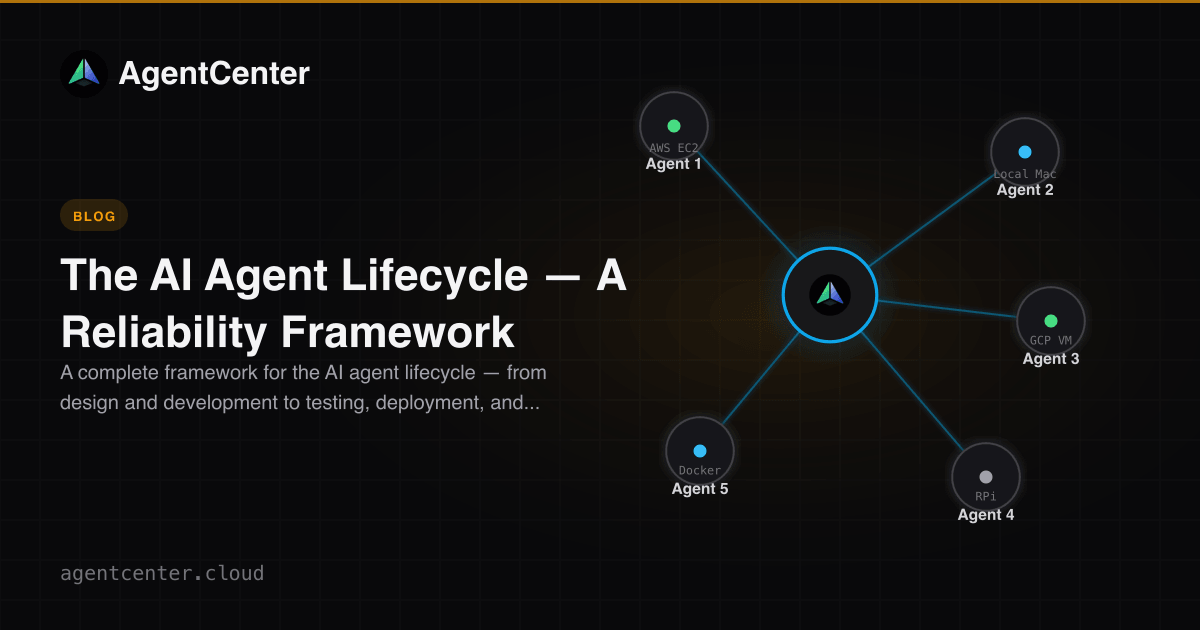 AgentCenter
BLOG
The AI Agent Lifecycle — A
Reliability Framework
A complete framework for the AI agent lifecycle — from
design and development to testing, deployment, and...
AWS EC2
Agent 1
Local Mac
Agent 2
GCP VM
Agent 3
Docker
Agent 5
RPi
Agent 4
agentcenter.cloud